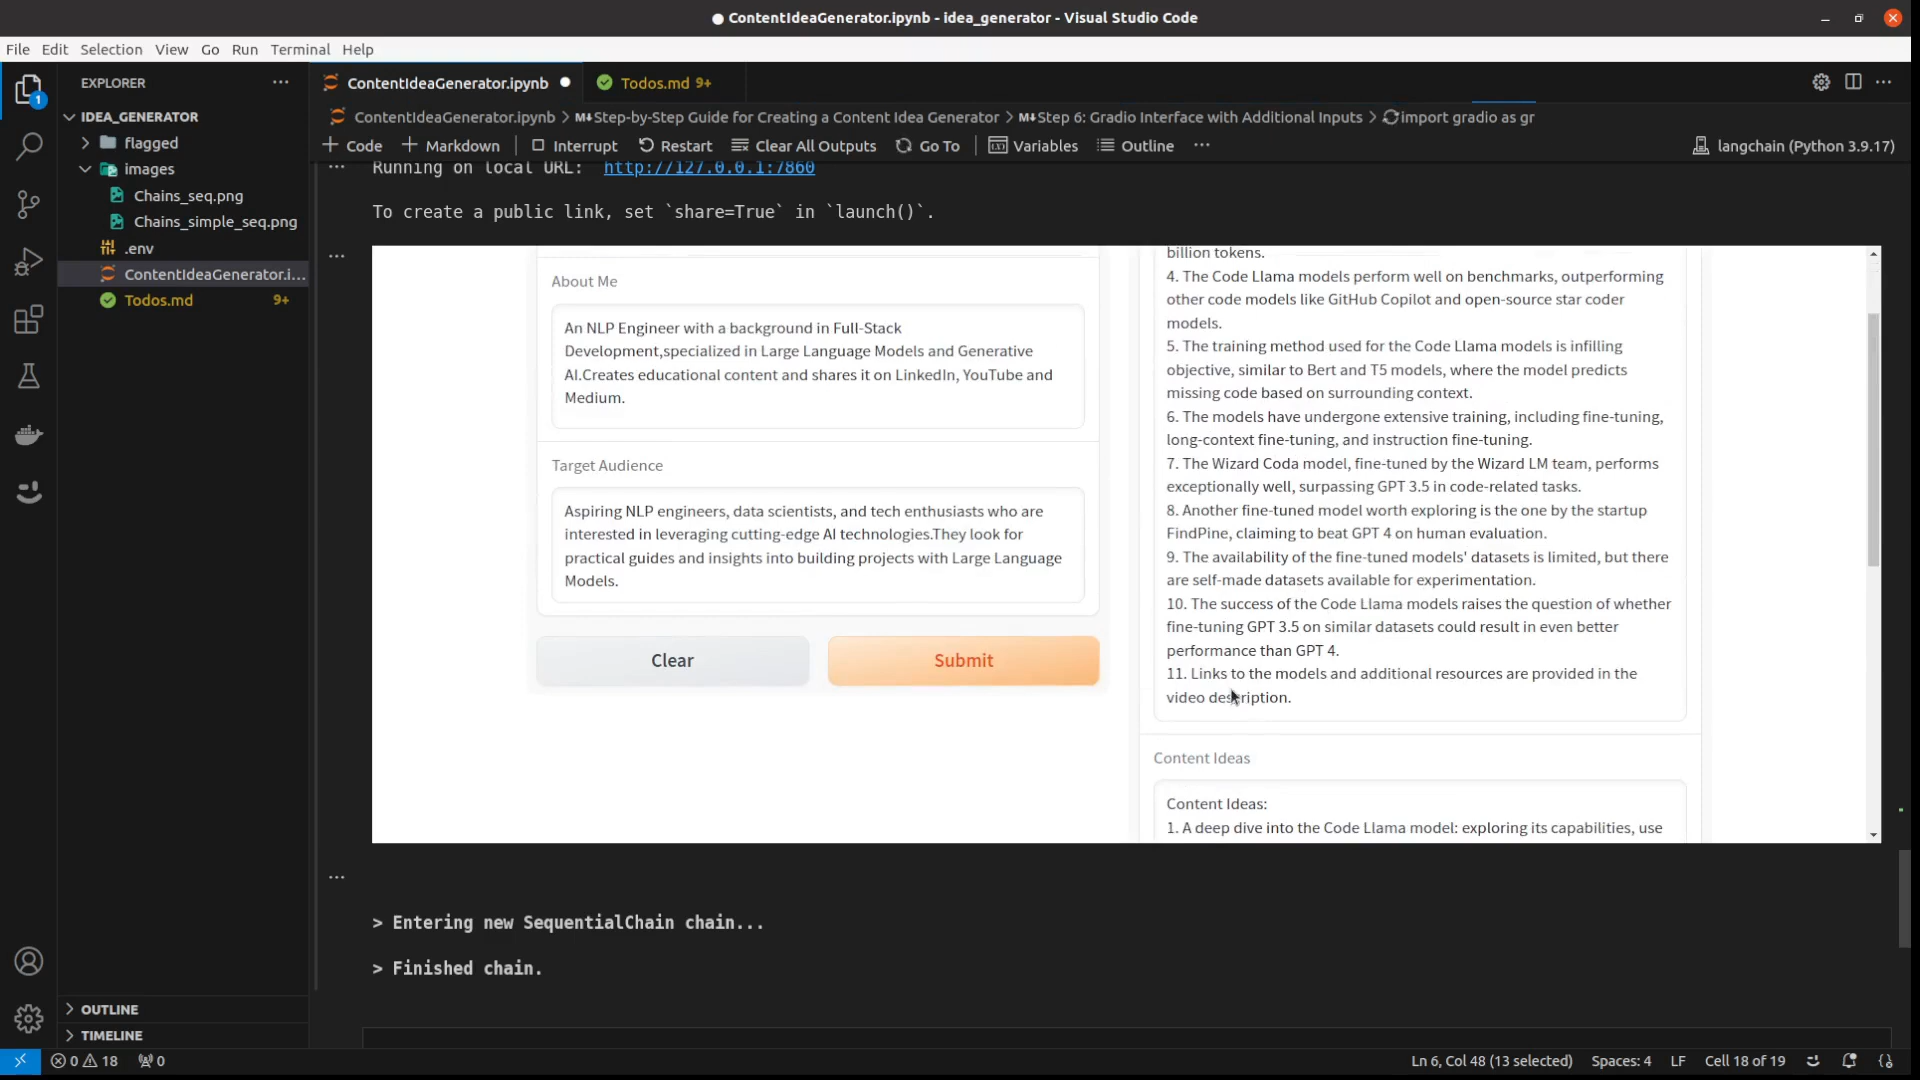 ContentIdeaGenerator.ipynb - idea_generator - Visual Studio Code
File Edit Selection View Go Run Terminal Help
EXPLORER
ContentIdeaGenerator.ipynb
Todos.md 9+
1
IDEA_GENERATOR
ContentIdeaGenerator.ipynb > M↓Step-by-Step Guide for Creating a Content Idea Generator > M↓Step 6: Gradio Interface with Additional Inputs > import gradio as gr
flagged
Code Markdown Interrupt Restart Clear All Outputs Go To Variables Outline
langchain (Python 3.9.17)
images
Chains_seq.png
Chains_simple_seq.png
.env
ContentIdeaGenerator.i...
Todos.md 9+
Running on local URL: http://127.0.0.1:7860
To create a public link, set `share=True` in `launch()`.
About Me
An NLP Engineer with a background in Full-Stack
Development,specialized in Large Language Models and Generative
AI.Creates educational content and shares it on LinkedIn, YouTube and
Medium.
Target Audience
Aspiring NLP engineers, data scientists, and tech enthusiasts who are
interested in leveraging cutting-edge AI technologies.They look for
practical guides and insights into building projects with Large Language
Models.
Clear
Submit
billion tokens.
4. The Code Llama models perform well on benchmarks, outperforming
other code models like GitHub Copilot and open-source star coder
models.
5. The training method used for the Code Llama models is infilling
objective, similar to Bert and T5 models, where the model predicts
missing code based on surrounding context.
6. The models have undergone extensive training, including fine-tuning,
long-context fine-tuning, and instruction fine-tuning.
7. The Wizard Coda model, fine-tuned by the Wizard LM team, performs
exceptionally well, surpassing GPT 3.5 in code-related tasks.
8. Another fine-tuned model worth exploring is the one by the startup
FindPine, claiming to beat GPT 4 on human evaluation.
9. The availability of the fine-tuned models' datasets is limited, but there
are self-made datasets available for experimentation.
10. The success of the Code Llama models raises the question of whether
fine-tuning GPT 3.5 on similar datasets could result in even better
performance than GPT 4.
11. Links to the models and additional resources are provided in the
video description.
Content Ideas
Content Ideas:
1. A deep dive into the Code Llama model: exploring its capabilities, use
> Entering new SequentialChain chain...
> Finished chain.
OUTLINE
TIMELINE
0 18 0
Ln 6, Col 48 (13 selected) Spaces: 4 LF Cell 18 of 19